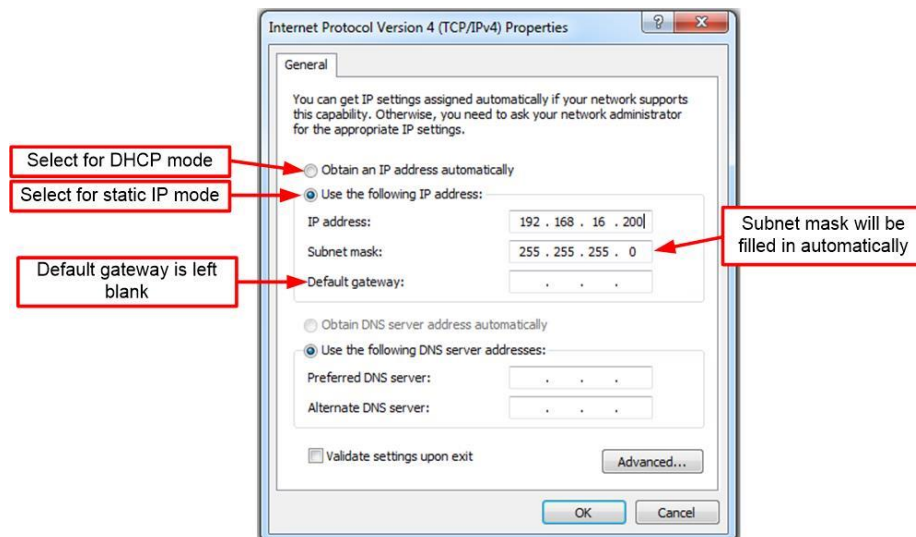 Internet Protocol Version 4 (TCP/IPv4) Properties
?
X
General
You can get IP settings assigned automatically if your network supports
this capability. Otherwise, you need to ask your network administrator
for the appropriate IP settings.
Select for DHCP mode
Obtain an IP address automatically
Select for static IP mode
Use the following IP address:
IP address:
192 . 168 . 16 . 200
Subnet mask:
255 . 255 . 255 . 0
Subnet mask will be
filled in automatically
Default gateway is left
blank
Default gateway:
. . .
Obtain DNS server address automatically
Use the following DNS server addresses:
Preferred DNS server:
. . .
Alternate DNS server:
. . .
Validate settings upon exit
Advanced...
OK
Cancel